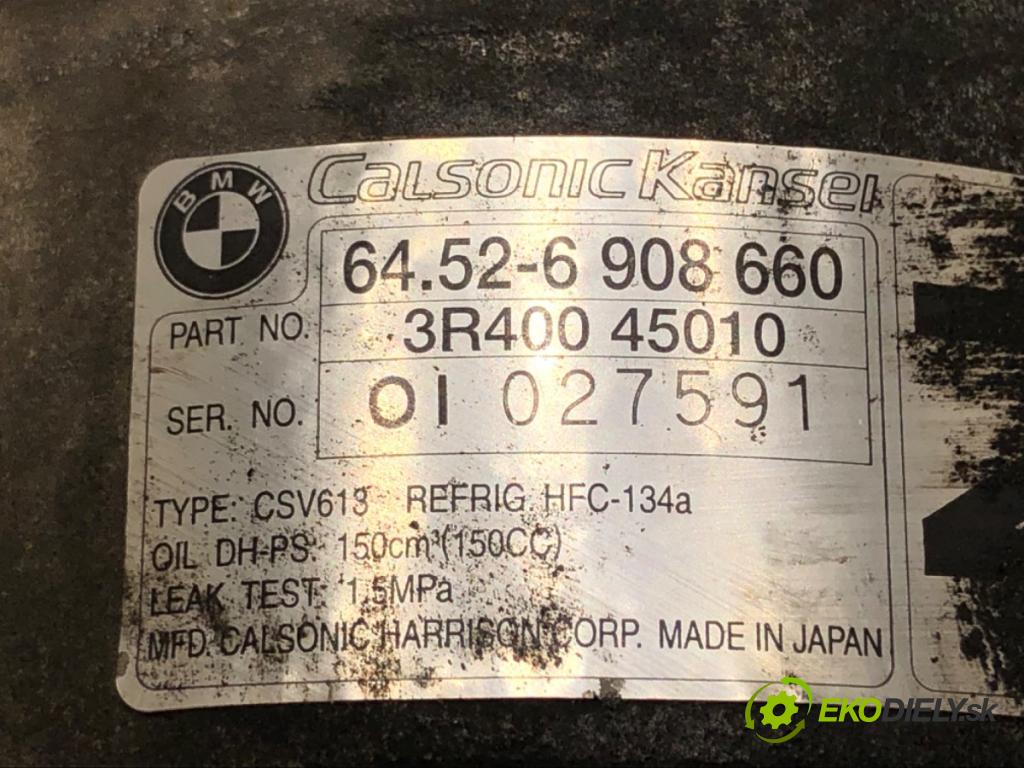 BMW
Calsonic Kansei
64.52-6 908 660
PART NO. 3R400 45010
SER. NO. OI 027591
TYPE: CSV613 REFRIG. HFC-134a
OIL DH-PS 150cm³(150CC)
LEAK TEST: 1,5MPa
MFD. CALSONIC HARRISON CORP. MADE IN JAPAN
EKODIELY.sk